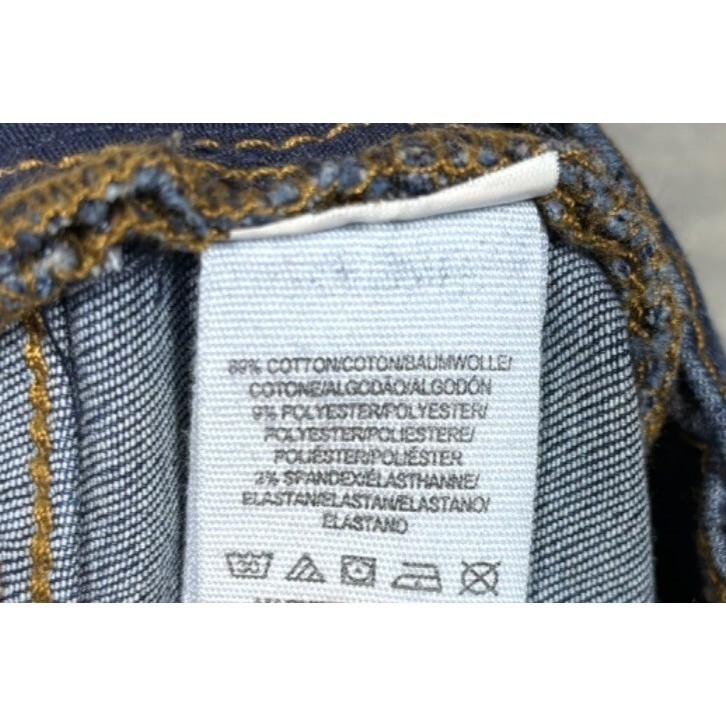 89% COTTON/COTON/BAUMWOLLE/
COTONE/ALGODÃO/ALGODÓN
9% POLYESTER/POLYESTER/
POLYESTER/POLIESTERE/
POLIÉSTER/POLIÉSTER
2% SPANDEX/ÉLASTHANNE/
ELASTAN/ELASTAN/ELASTANO/
ELASTANO
30